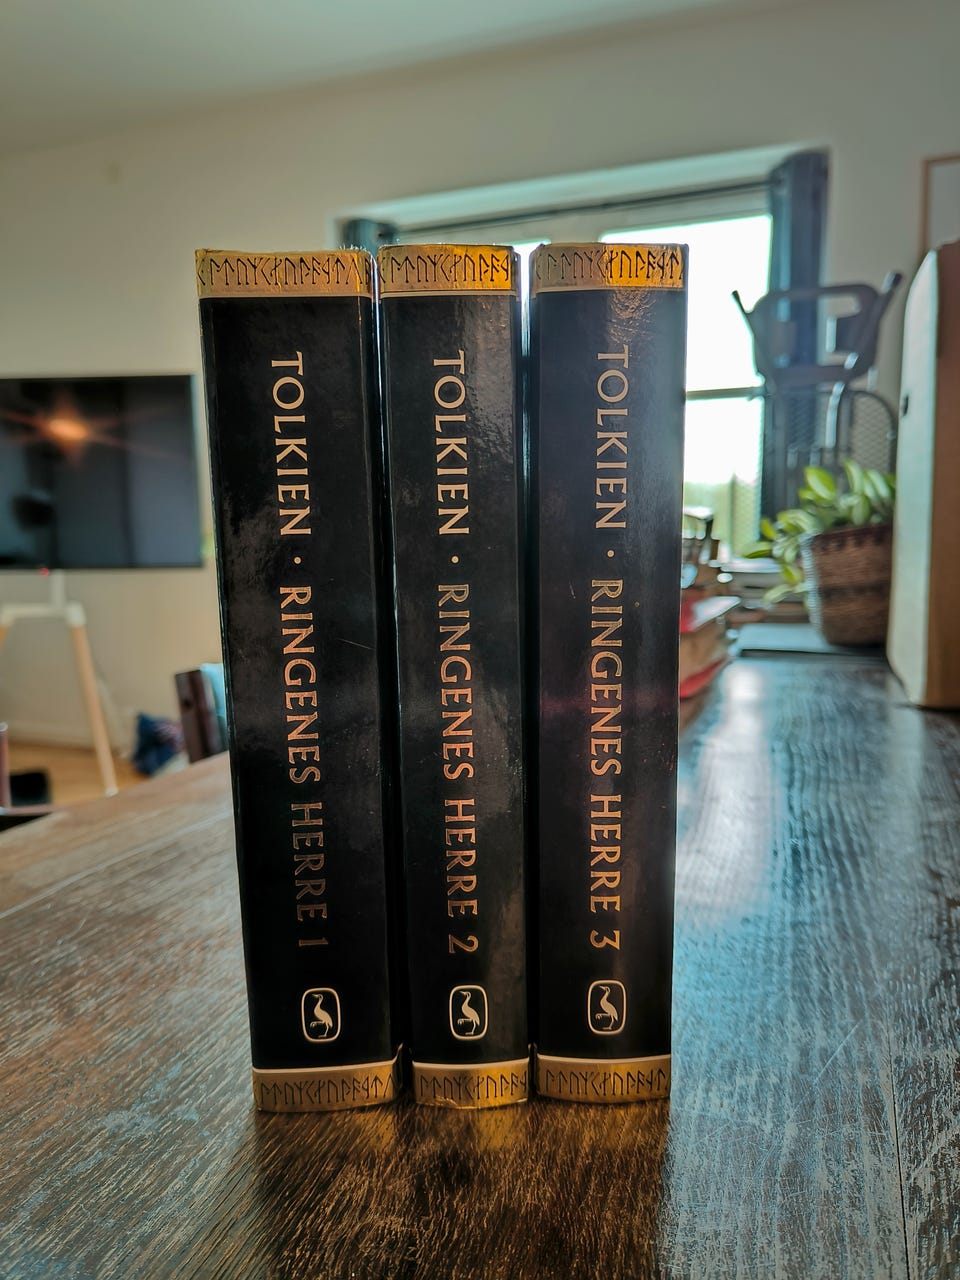 TOLKIEN · RINGENES HERRE 1
TOLKIEN · RINGENES HERRE 2
TOLKIEN · RINGENES HERRE 3